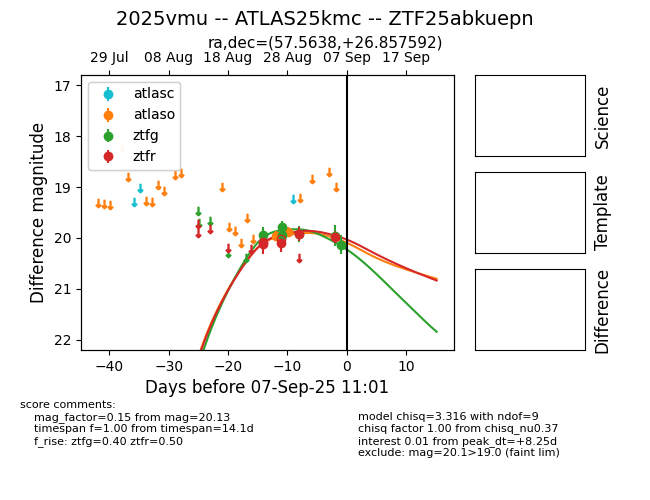 2025vmu -- ATLAS25kmc -- ZTF25abkuepn
ra,dec=(57.5638,+26.857592)
29 Jul 08 Aug 18 Aug 28 Aug 07 Sep 17 Sep
17
18
19
20
21
22
Difference magnitude
atlasc
atlaso
ztfg
ztfr
−40 −30 −20 −10 0 10
Days before 07-Sep-25 11:01
Science
Template
Difference
score comments:
mag_factor=0.15 from mag=20.13
timespan f=1.00 from timespan=14.1d
f_rise: ztfg=0.40 ztfr=0.50
model chisq=3.316 with ndof=9
chisq factor 1.00 from chisq_nu0.37
interest 0.01 from peak_dt=+8.25d
exclude: mag=20.1>19.0 (faint lim)